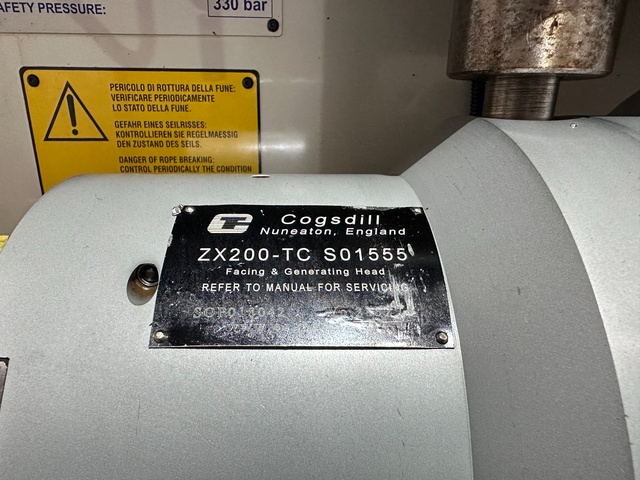 AFETY PRESSURE:
330 bar
PERICOLO DI ROTTURA DELLA FUNE:
VERIFICARE PERIODICAMENTE
LO STATO DELLA FUNE.
GEFAHR EINES SEILRISSES:
KONTROLLIEREN SIE REGELMAESSIG
DEN ZUSTAND DES SEILS.
DANGER OF ROPE BREAKING:
CONTROL PERIODICALLY THE CONDITION
Cogsdill
Nuneaton, England
ZX200-TC S01555
Facing & Generating Head
REFER TO MANUAL FOR SERVICING